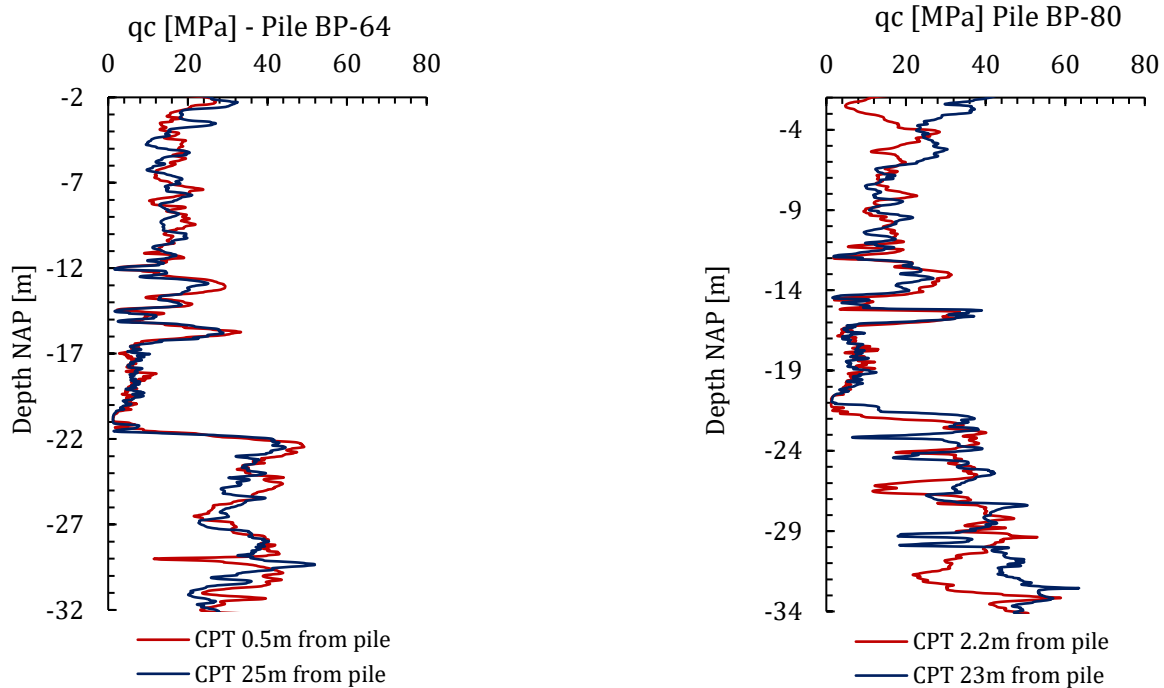 qc [MPa] - Pile BP-64
0 20 40 60 80
-2
-7
-12
-17
-22
-27
-32
Depth NAP [m]
CPT 0.5m from pile
CPT 25m from pile
qc [MPa] Pile BP-80
0 20 40 60 80
-4
-9
-14
-19
-24
-29
-34
Depth NAP [m]
CPT 2.2m from pile
CPT 23m from pile